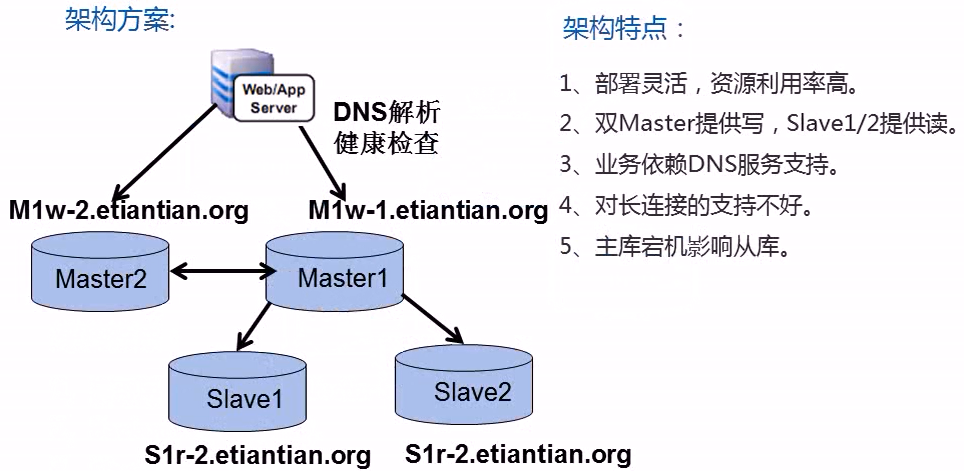 架构方案:
Web/App
Server
DNS解析
健康检查
M1w-2.etiantian.org
M1w-1.etiantian.org
Master2
Master1
Slave1
Slave2
S1r-2.etiantian.org
S1r-2.etiantian.org
架构特点：
1、部署灵活，资源利用率高。
2、双Master提供写，Slave1/2提供读。
3、业务依赖DNS服务支持。
4、对长连接的支持不好。
5、主库宕机影响从库。